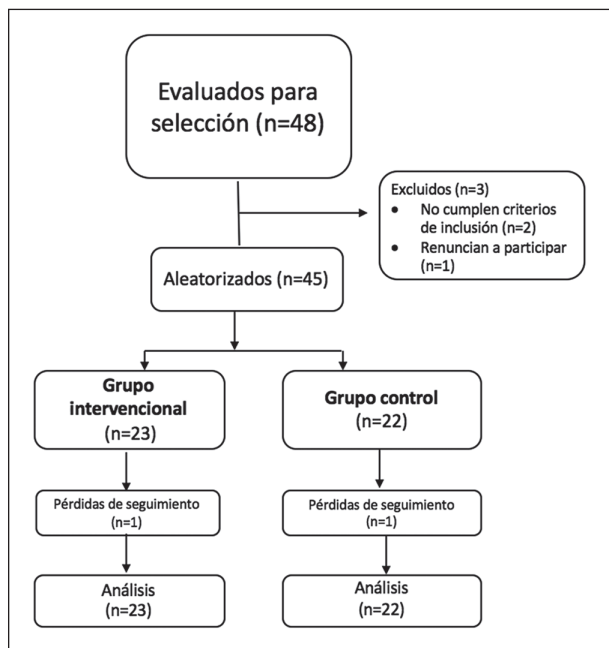 Evaluados para
selección (n=48)
Excluidos (n=3)
• No cumplen criterios
de inclusión (n=2)
• Renuncian a participar
(n=1)
Aleatorizados (n=45)
Grupo
intervencional
(n=23)
Grupo control
(n=22)
Pérdidas de seguimiento
(n=1)
Pérdidas de seguimiento
(n=1)
Análisis
(n=23)
Análisis
(n=22)